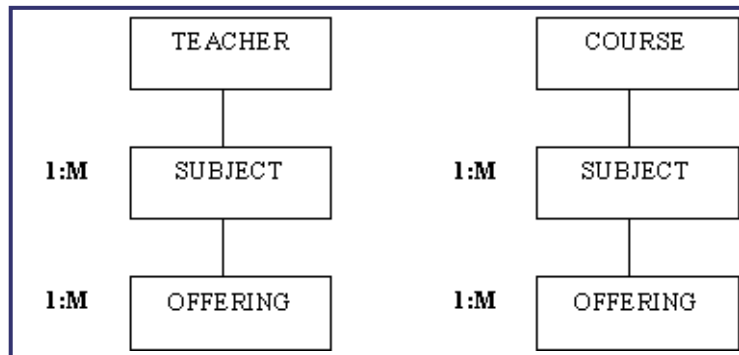 TEACHER
COURSE
1:M
SUBJECT
1:M
SUBJECT
1:M
OFFERING
1:M
OFFERING